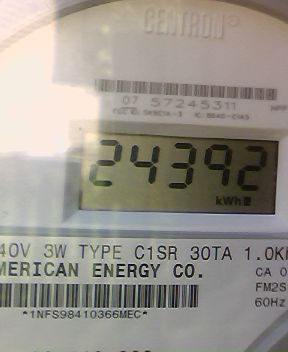 CENTRON®
07 57245311
24392
kWh
40V 3W TYPE C1SR 30TA 1.0K
MERICAN ENERGY CO.
CA 0
FM2S
60Hz
*1NFS98410366MEC*